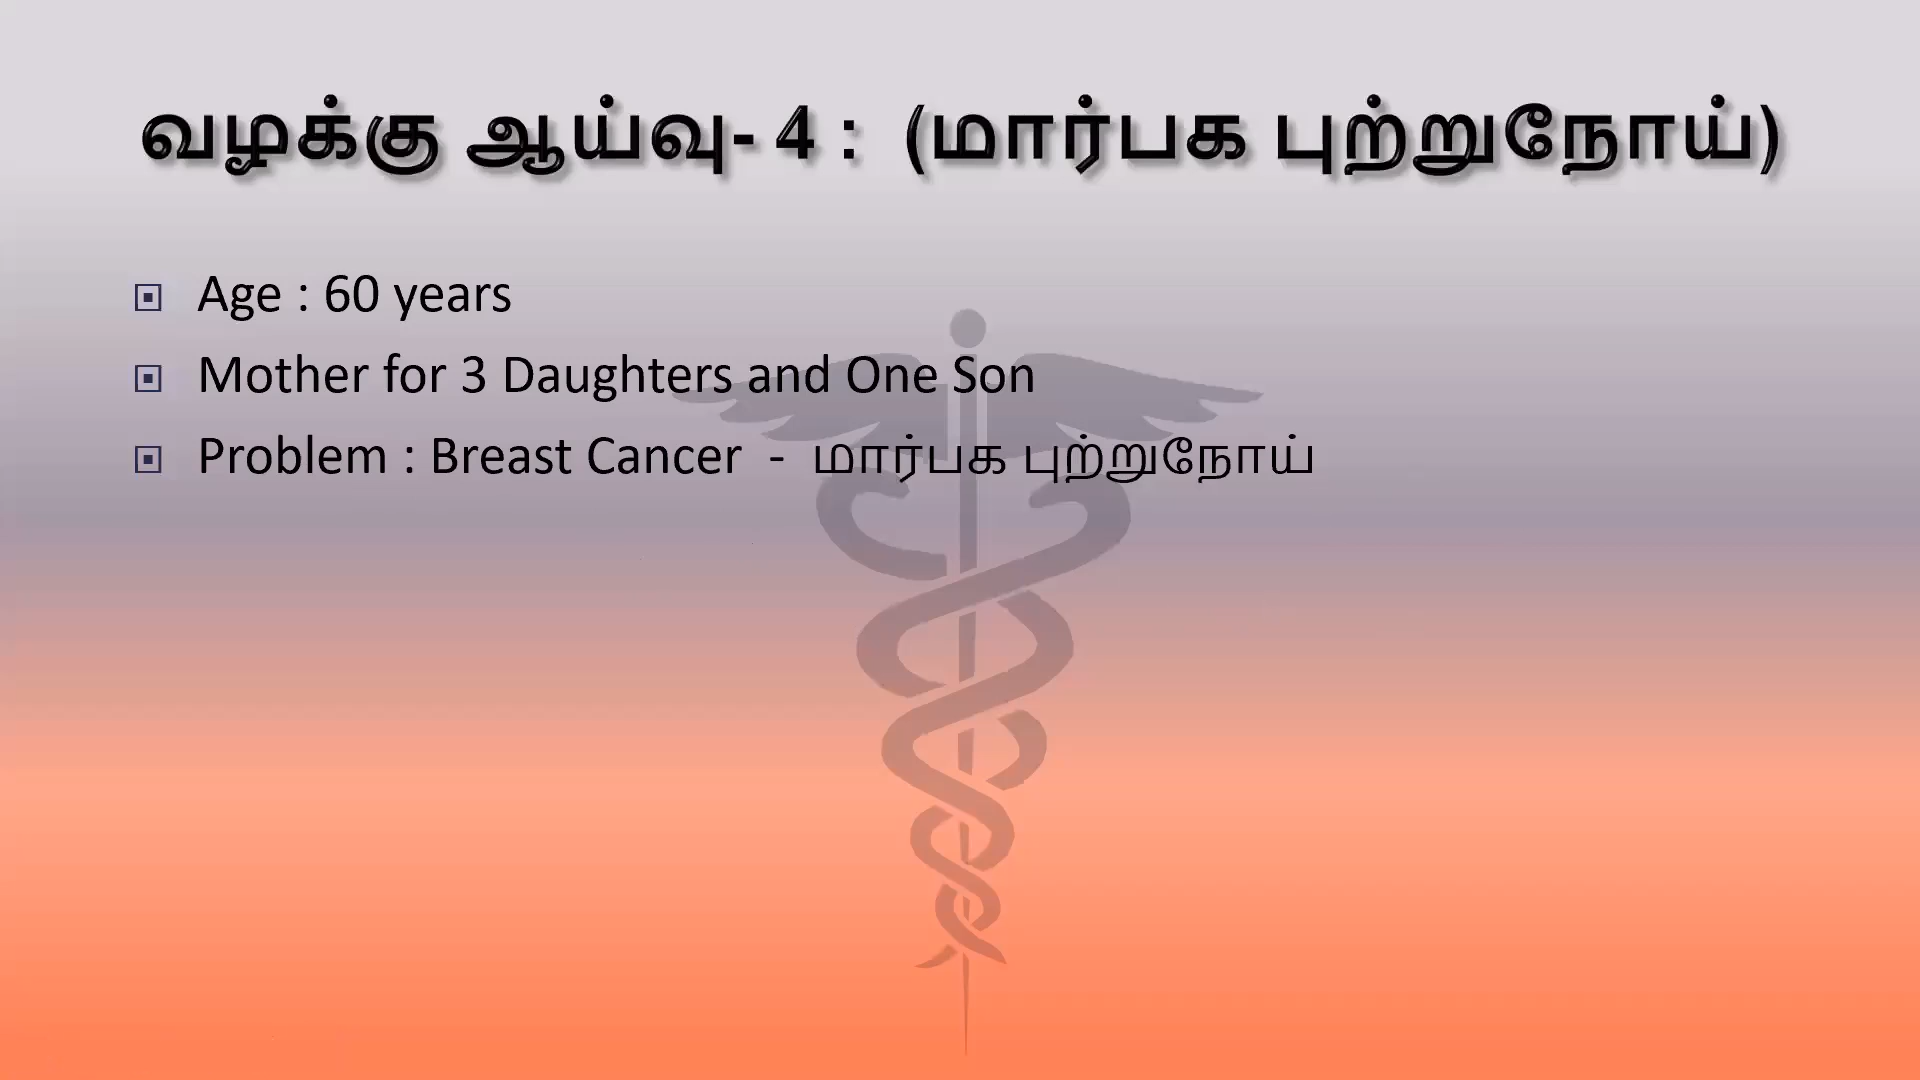 வழக்கு ஆய்வு- 4 : (மார்பக புற்றுநோய்)
Age : 60 years
Mother for 3 Daughters and One Son
Problem : Breast Cancer - மார்பக புற்றுநோய்